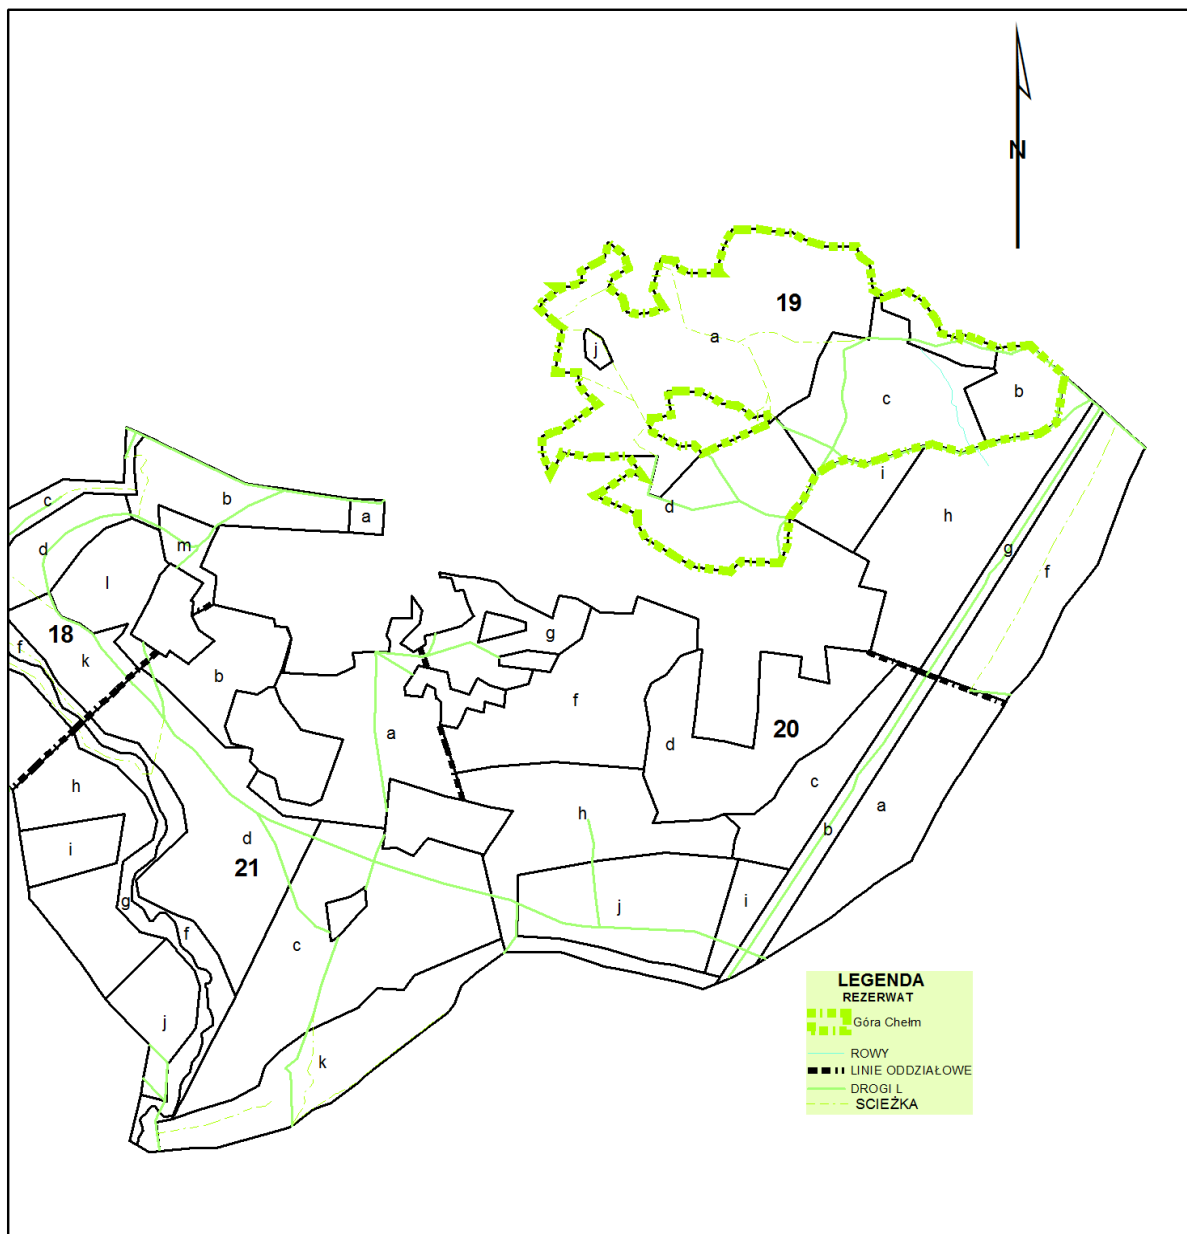 N
19
a
j
c
b
i
d
h
g
f
c
b
a
d
m
l
18
f
k
b
g
f
a
d
20
c
h
a
h
b
i
d
21
g
f
c
j
i
j
k
LEGENDA
REZERWAT
Góra Chełm
ROWY
LINIE ODDZIAŁOWE
DROGI L
SCIEŻKA